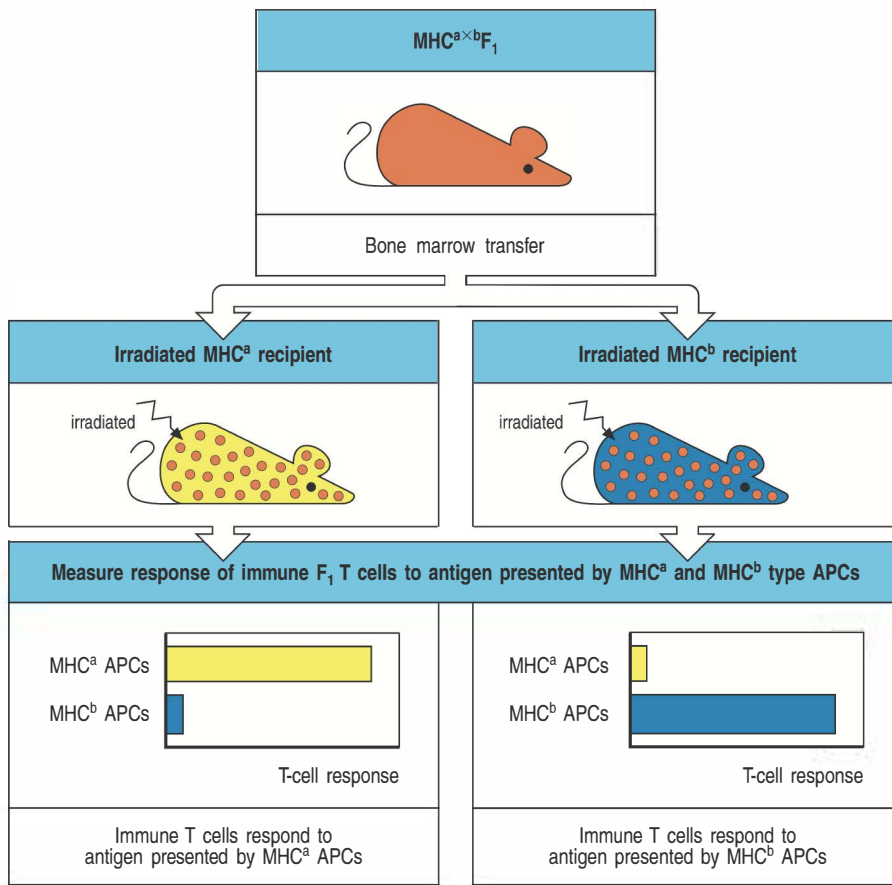 MHCᵃˣᵇF₁
Bone marrow transfer
Irradiated MHCᵃ recipient
Irradiated MHCᵇ recipient
irradiated
irradiated
Measure response of immune F₁ T cells to antigen presented by MHCᵃ and MHCᵇ type APCs
MHCᵃ APCs
MHCᵇ APCs
T-cell response
MHCᵃ APCs
MHCᵇ APCs
T-cell response
Immune T cells respond to
antigen presented by MHCᵃ APCs
Immune T cells respond to
antigen presented by MHCᵇ APCs